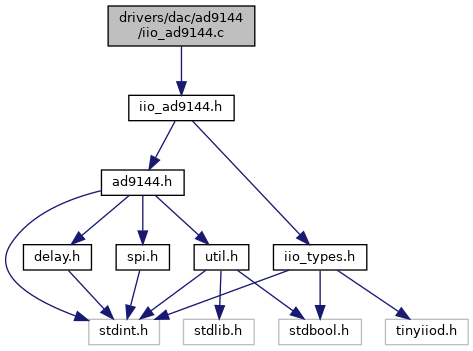 drivers/dac/ad9144
/iio_ad9144.c
iio_ad9144.h
ad9144.h
delay.h
spi.h
util.h
iio_types.h
stdint.h
stdlib.h
stdbool.h
tinyiiod.h